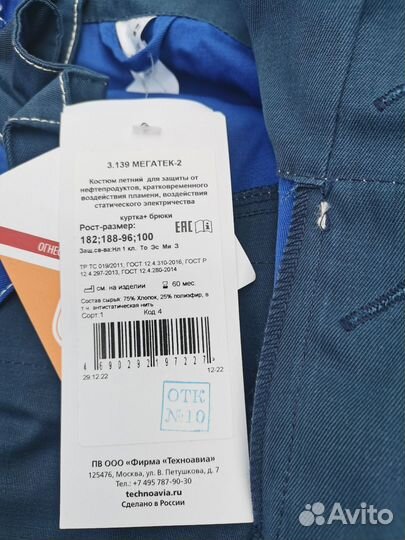 3.139 МЕГАТЕК-2
Костюм летний для защиты от
нефтепродуктов, кратковременного
воздействия пламени, воздействия
статического электричества
куртка+ брюки
Рост-размер:
182;188-96;100
Защ.св-ва:Нл 1 кл. То Эс Ми З
EAC
ТР ТС 019/2011, ГОСТ 12.4.310-2016, ГОСТ Р
12.4.297-2013, ГОСТ 12.4.280-2014
см. на изделии
60 мес
Состав сырья: 75% Хлопок, 25% полиэфир, в
т.ч. антистатическая нить
Сорт:1 Код 4
4 690292 197227
29.12.22 12-22
ОТК
№10
ПВ ООО «Фирма «Техноавиа»
125476, Москва, ул. В. Петушкова, д. 7
Тел.: +7 495 787-90-30
technoavia.ru
Сделано в России
ОГНЕС
Avito